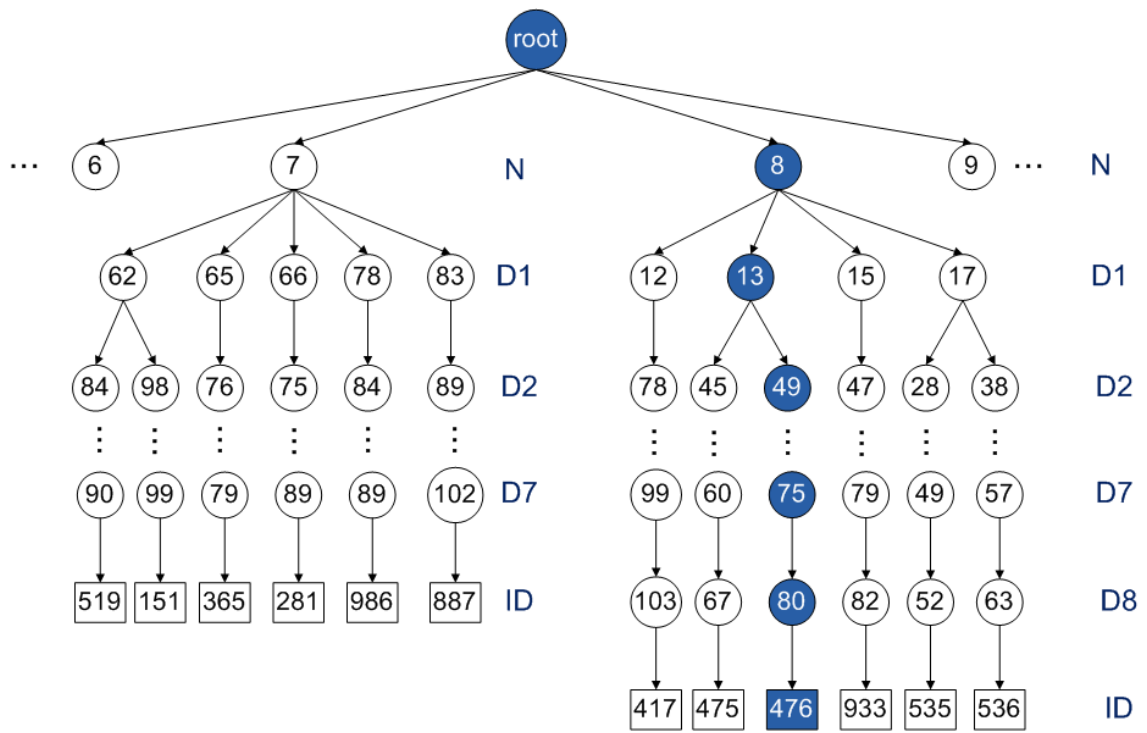 root
... 6 7 N 8 9 ... N
62 65 66 78 83 D1 12 13 15 17 D1
84 98 76 75 84 89 D2 78 45 49 47 28 38 D2
90 99 79 89 89 102 D7 99 60 75 79 49 57 D7
519 151 365 281 986 887 ID 103 67 80 82 52 63 D8
417 475 476 933 535 536 ID